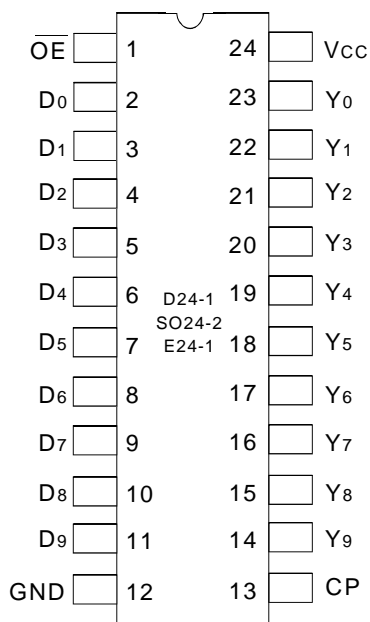 OE 1 24 Vcc
D0 2 23 Y0
D1 3 22 Y1
D2 4 21 Y2
D3 5 20 Y3
D4 6 19 Y4
D24-1
SO24-2
E24-1
D5 7 18 Y5
D6 8 17 Y6
D7 9 16 Y7
D8 10 15 Y8
D9 11 14 Y9
GND 12 13 CP